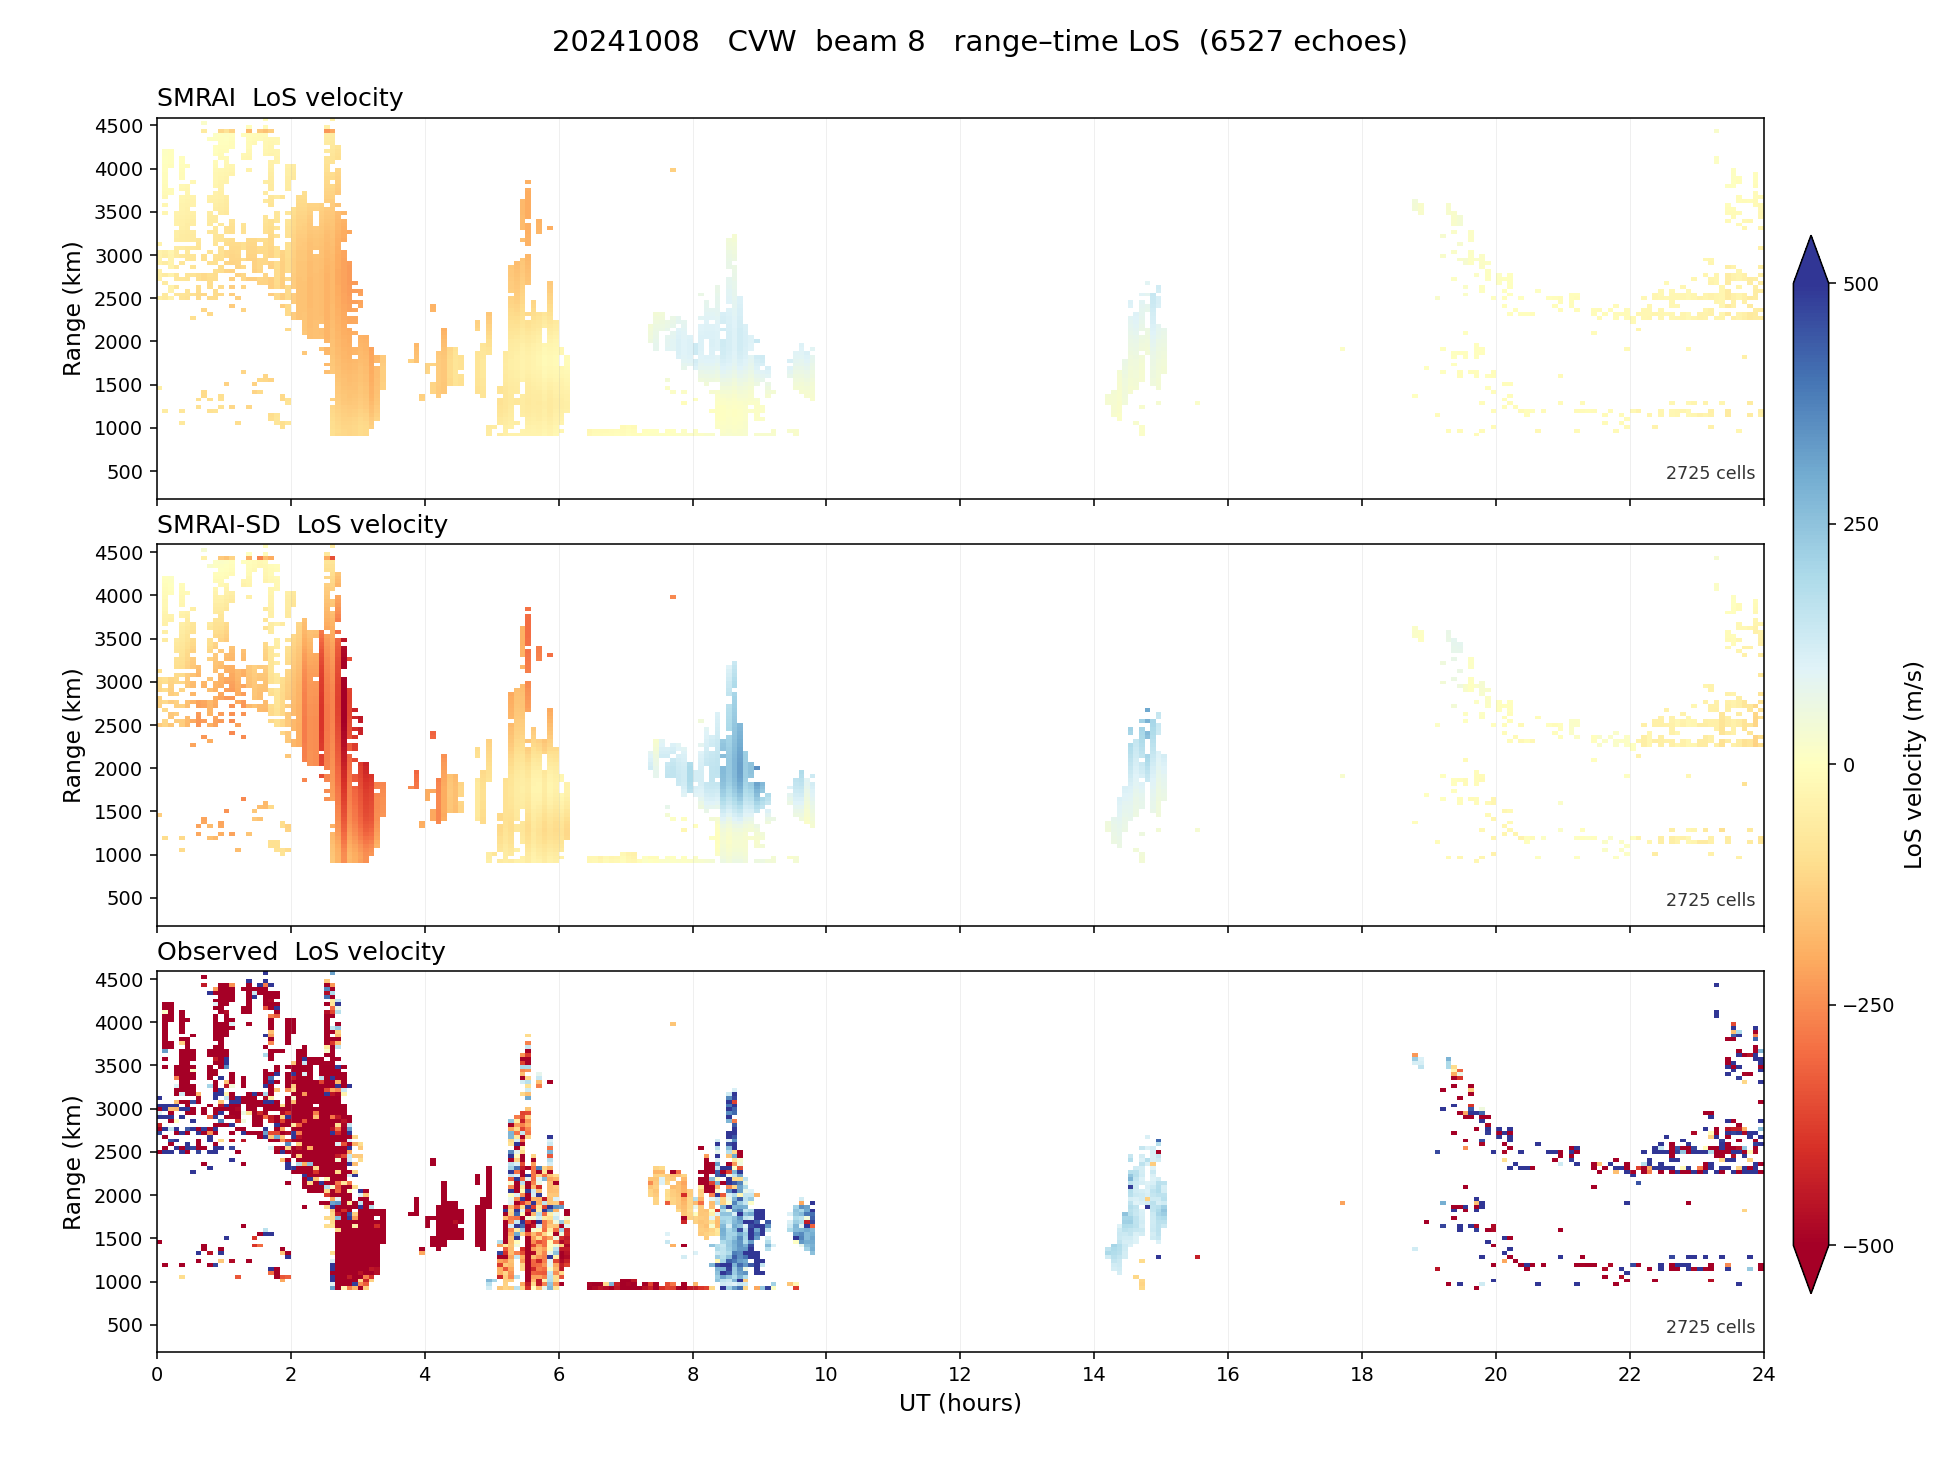 20241008   CVW  beam 8   range–time LoS  (6527 echoes)
SMRAI  LoS velocity
4500
4000
3500
3000
2500
2000
1500
1000
500
Range (km)
2725 cells
SMRAI-SD  LoS velocity
4500
4000
3500
3000
2500
2000
1500
1000
500
Range (km)
2725 cells
Observed  LoS velocity
4500
4000
3500
3000
2500
2000
1500
1000
500
Range (km)
2725 cells
0 2 4 6 8 10 12 14 16 18 20 22 24
UT (hours)
500
250
0
−250
−500
LoS velocity (m/s)